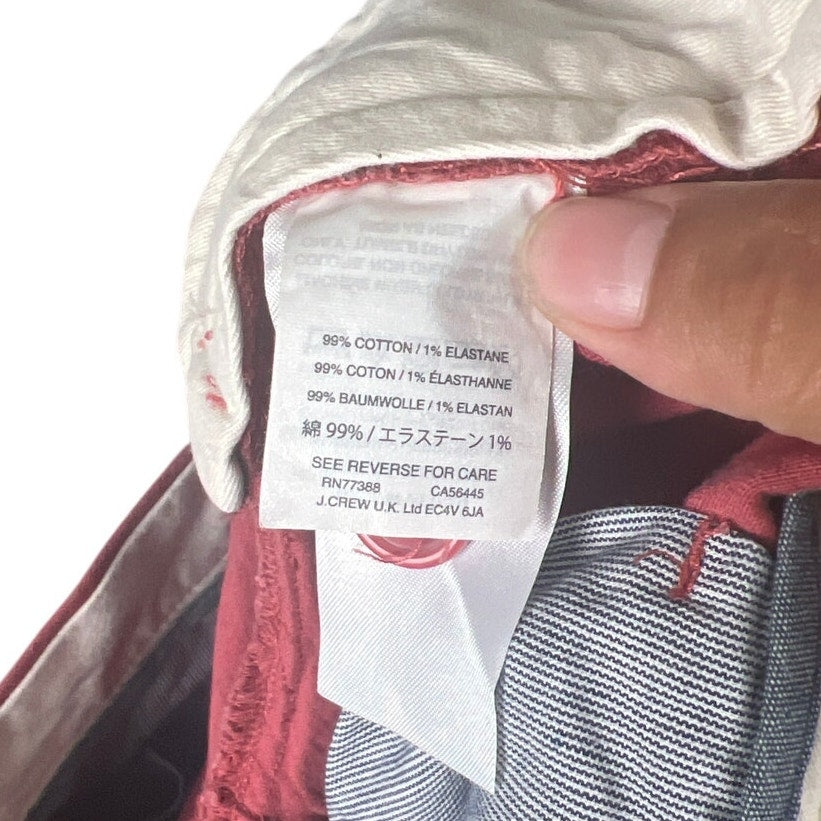 99% COTTON / 1% ELASTANE
99% COTON / 1% ÉLASTHANNE
99% BAUMWOLLE / 1% ELASTAN
綿 99% / エラステーン 1%
SEE REVERSE FOR CARE
RN77388 CA56445
J.CREW U.K. Ltd EC4V 6JA